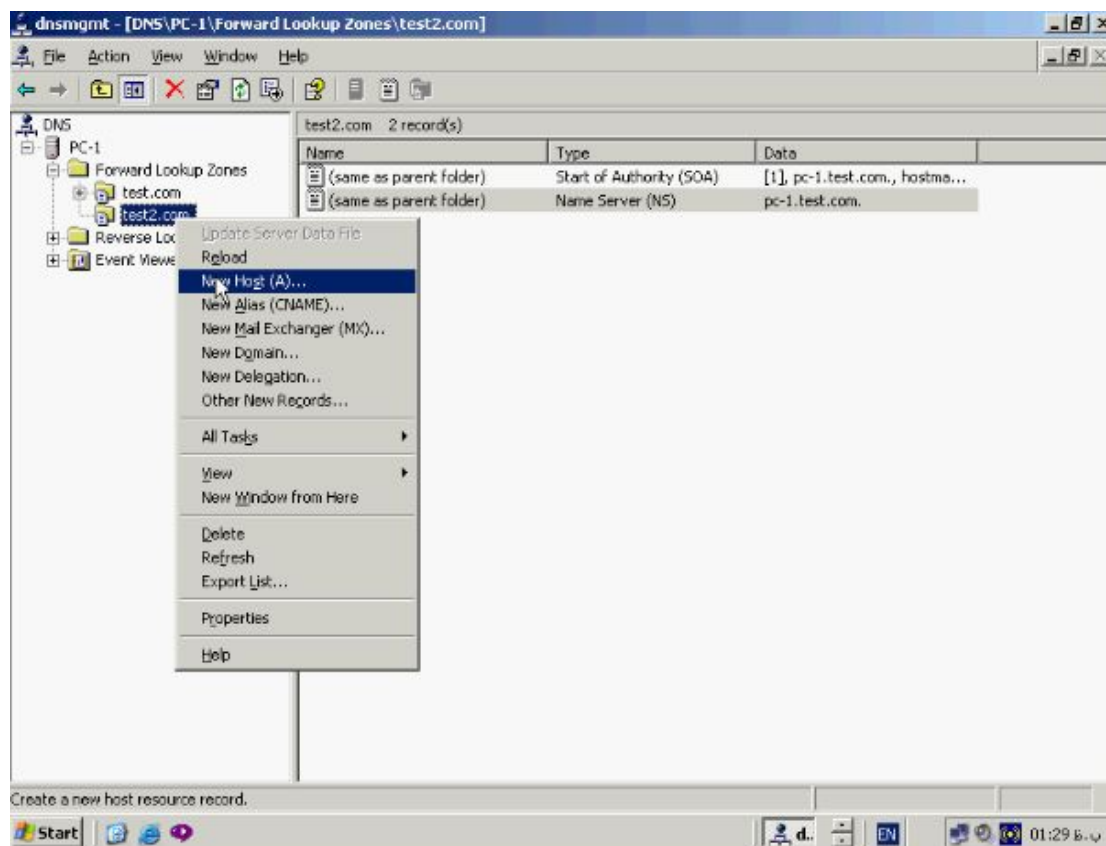 dnsmgmt - [DNS\PC-1\Forward Lookup Zones\test2.com]
File Action View Window Help
DNS
PC-1
Forward Lookup Zones
test.com
test2.com
Reverse Loc
Event Viewe
test2.com 2 record(s)
Name Type Data
(same as parent folder) Start of Authority (SOA) [1], pc-1.test.com., hostma...
(same as parent folder) Name Server (NS) pc-1.test.com.
Update Server Data File
Reload
New Host (A)...
New Alias (CNAME)...
New Mail Exchanger (MX)...
New Domain...
New Delegation...
Other New Records...
All Tasks
View
New Window from Here
Delete
Refresh
Export List...
Properties
Help
Create a new host resource record.
Start d.. EN 01:29 ب.ظ